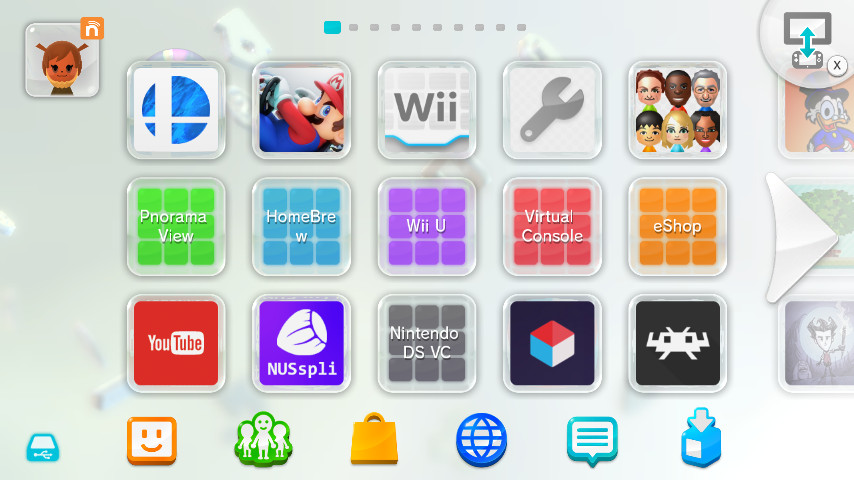 X
Wii
Pnorama
View
HomeBre
w
Wii U
Virtual
Console
eShop
YouTube
NUSspli
Nintendo
DS VC